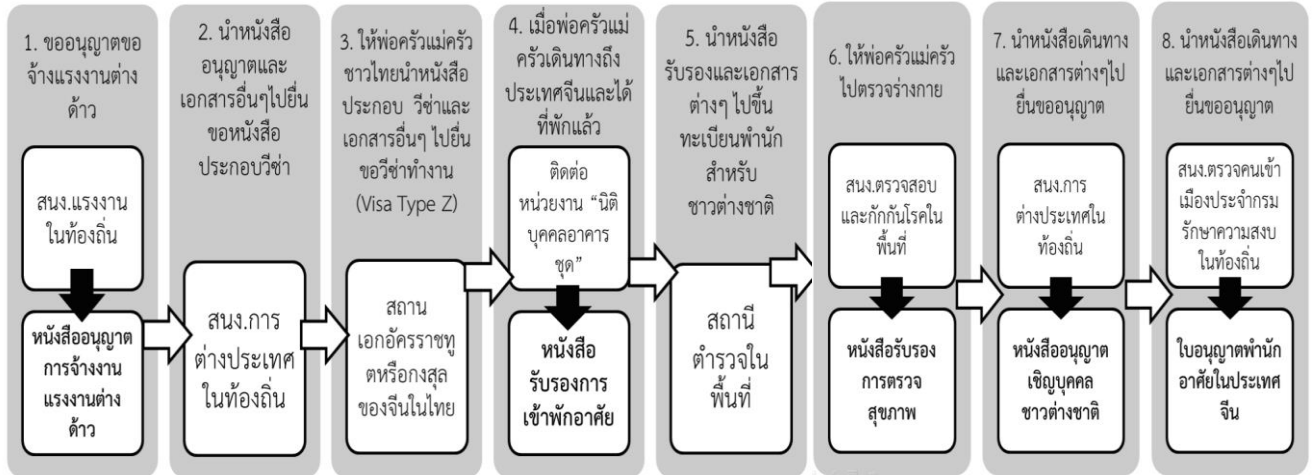 1. ขออนุญาตขอ
จ้างแรงงานต่าง
ด้าว
สนง.แรงงาน
ในท้องถิ่น
หนังสืออนุญาต
การจ้างงาน
แรงงานต่าง
ด้าว
2. นำหนังสือ
อนุญาตและ
เอกสารอื่นๆไปยื่น
ขอหนังสือ
ประกอบวีซ่า
สนง.การ
ต่างประเทศ
ในท้องถิ่น
3. ให้พ่อครัวแม่ครัว
ชาวไทยนำหนังสือ
ประกอบ วีซ่าและ
เอกสารอื่นๆ ไปยื่น
ขอวีซ่าทำงาน
(Visa Type Z)
สถาน
เอกอัครราชทู
ตหรือกงสุล
ของจีนในไทย
4. เมื่อพ่อครัวแม่
ครัวเดินทางถึง
ประเทศจีนและได้
ที่พักแล้ว
ติดต่อ
หน่วยงาน “นิติ
บุคคลอาคาร
ชุด”
หนังสือ
รับรองการ
เข้าพักอาศัย
5. นำหนังสือ
รับรองและเอกสาร
ต่างๆ ไปขึ้น
ทะเบียนพำนัก
สำหรับ
ชาวต่างชาติ
สถานี
ตำรวจใน
พื้นที่
6. ให้พ่อครัวแม่ครัว
ไปตรวจร่างกาย
สนง.ตรวจสอบ
และกักกันโรคใน
พื้นที่
หนังสือรับรอง
การตรวจ
สุขภาพ
7. นำหนังสือเดินทาง
และเอกสารต่างๆไป
ยื่นขออนุญาต
สนง.การ
ต่างประเทศใน
ท้องถิ่น
หนังสืออนุญาต
เชิญบุคคล
ชาวต่างชาติ
8. นำหนังสือเดินทาง
และเอกสารต่างๆไป
ยื่นขออนุญาต
สนง.ตรวจคนเข้า
เมืองประจำกรม
รักษาความสงบ
ในท้องถิ่น
ใบอนุญาตพำนัก
อาศัยในประเทศ
จีน